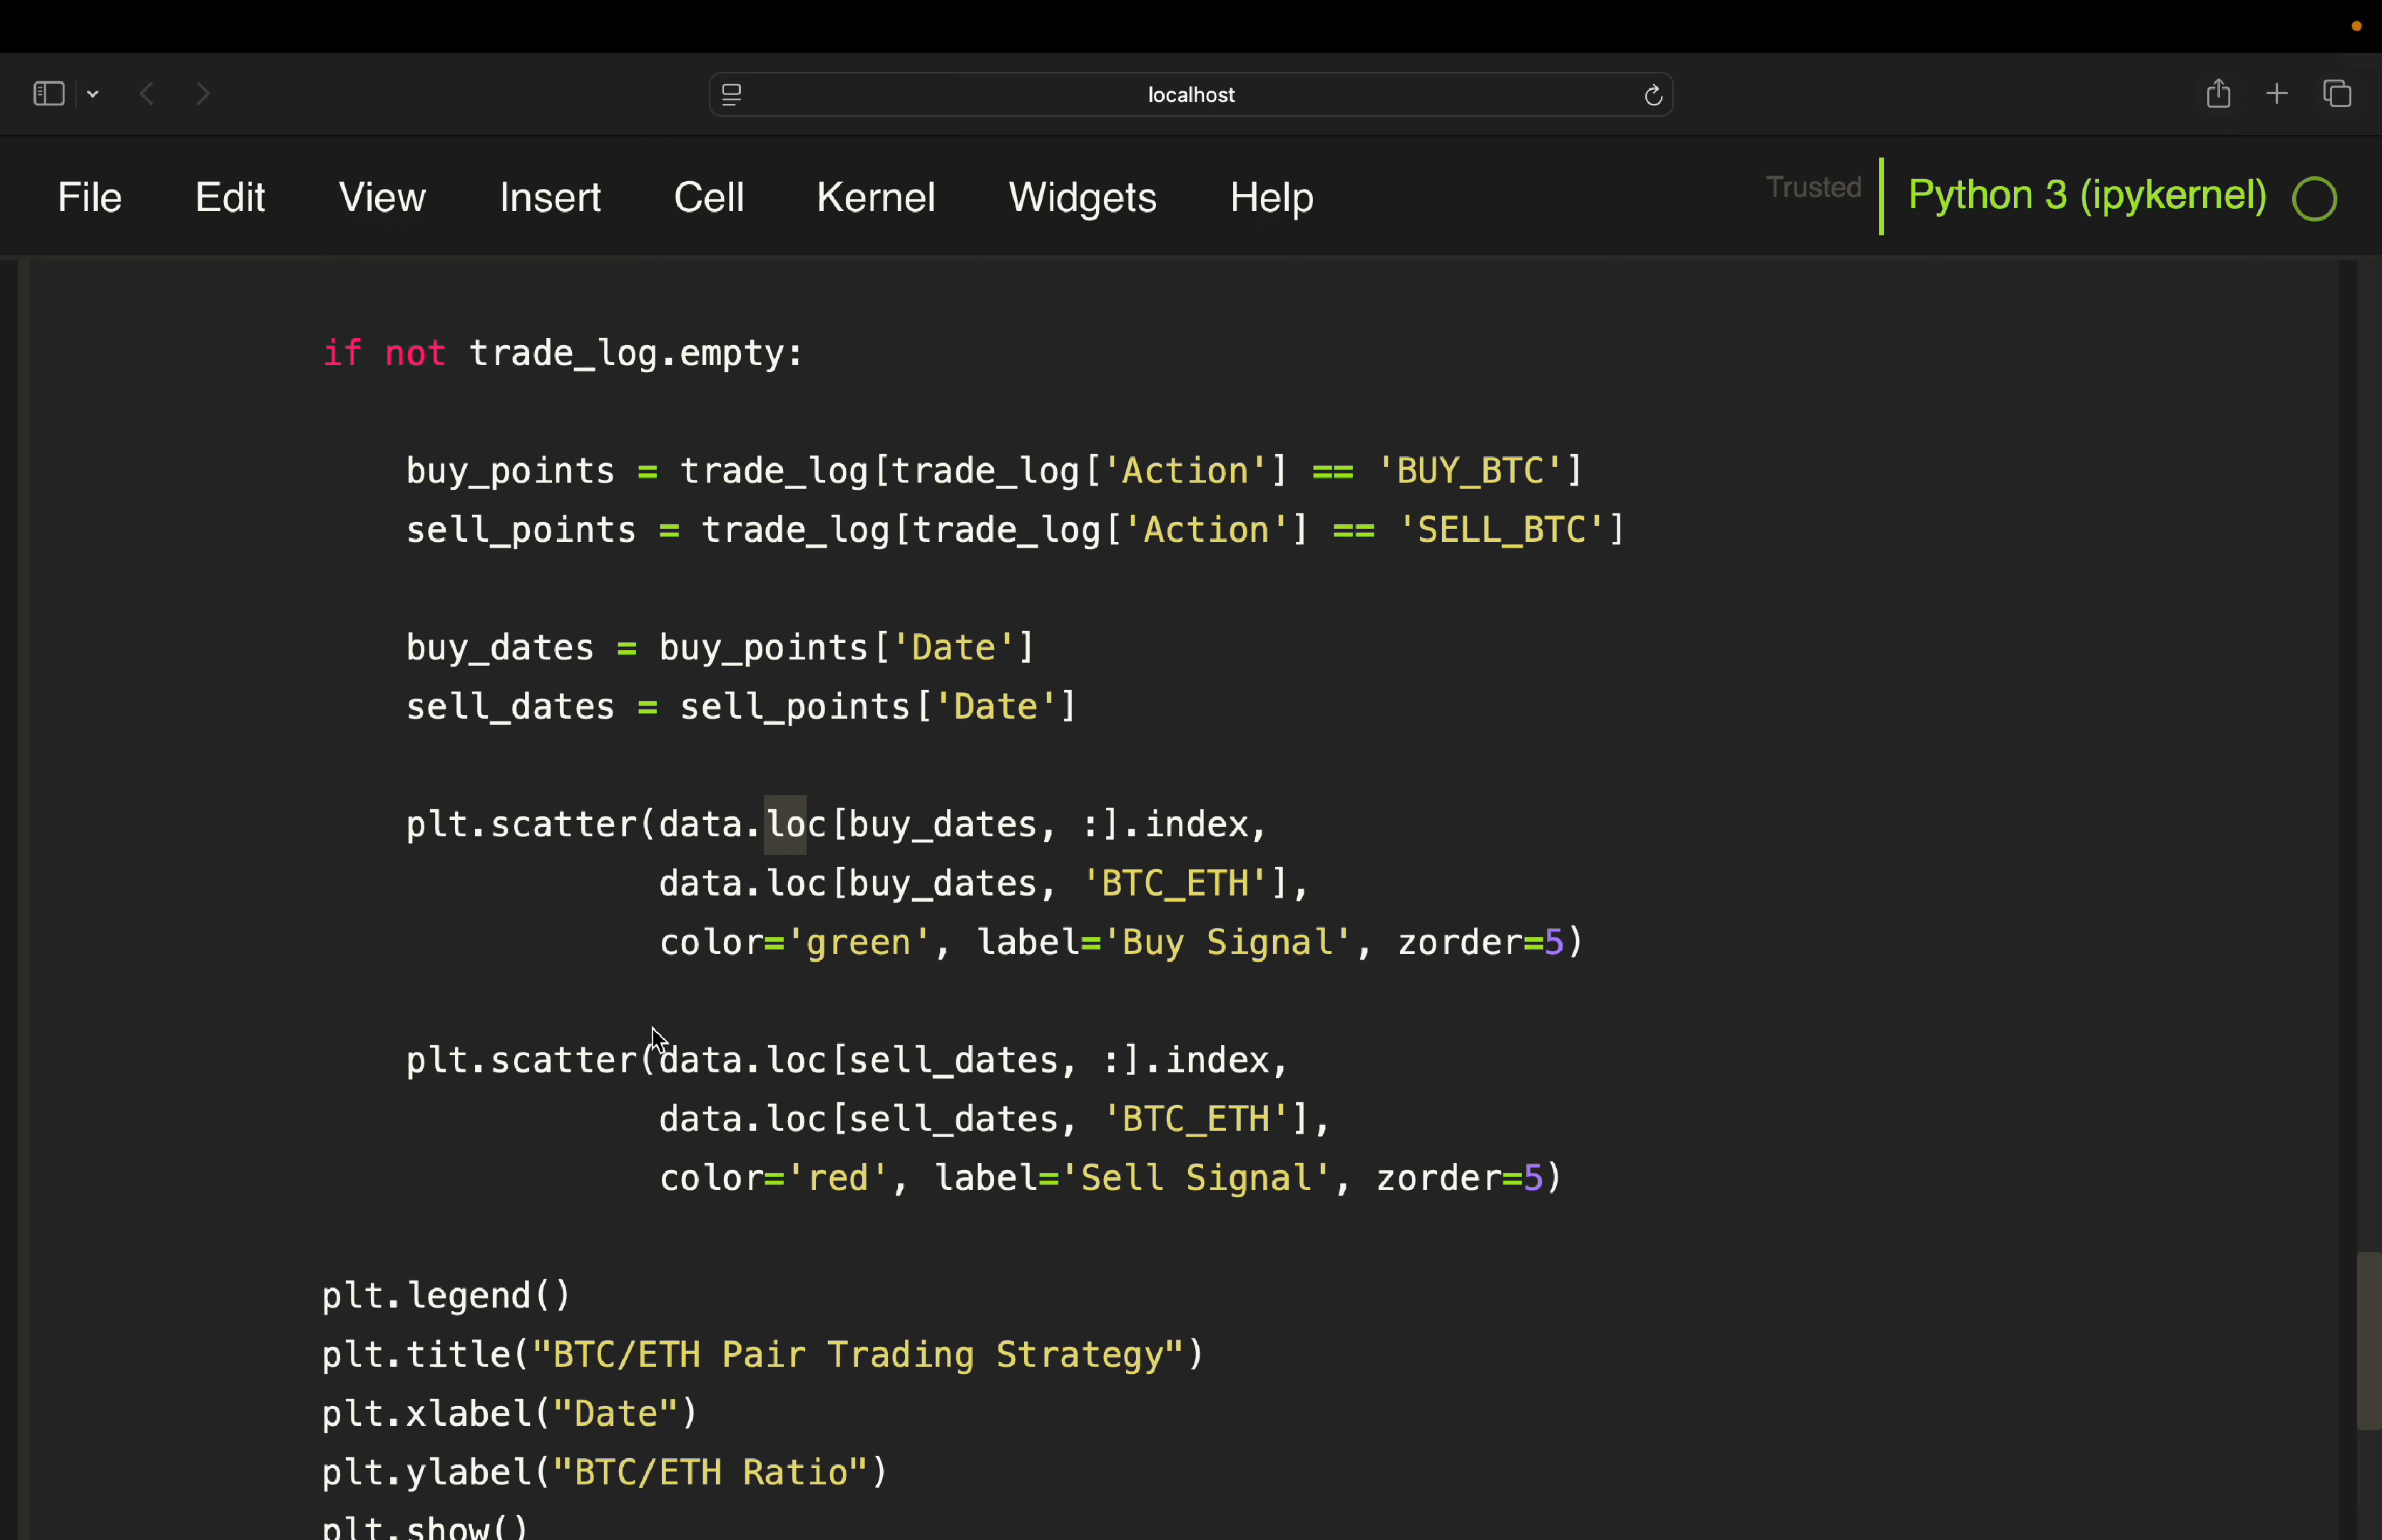 localhost
File Edit View Insert Cell Kernel Widgets Help Trusted Python 3 (ipykernel)
if not trade_log.empty:
buy_points = trade_log[trade_log['Action'] == 'BUY_BTC']
sell_points = trade_log[trade_log['Action'] == 'SELL_BTC']
buy_dates = buy_points['Date']
sell_dates = sell_points['Date']
plt.scatter(data.loc[buy_dates, :].index,
data.loc[buy_dates, 'BTC_ETH'],
color='green', label='Buy Signal', zorder=5)
plt.scatter(data.loc[sell_dates, :].index,
data.loc[sell_dates, 'BTC_ETH'],
color='red', label='Sell Signal', zorder=5)
plt.legend()
plt.title("BTC/ETH Pair Trading Strategy")
plt.xlabel("Date")
plt.ylabel("BTC/ETH Ratio")
plt.show()